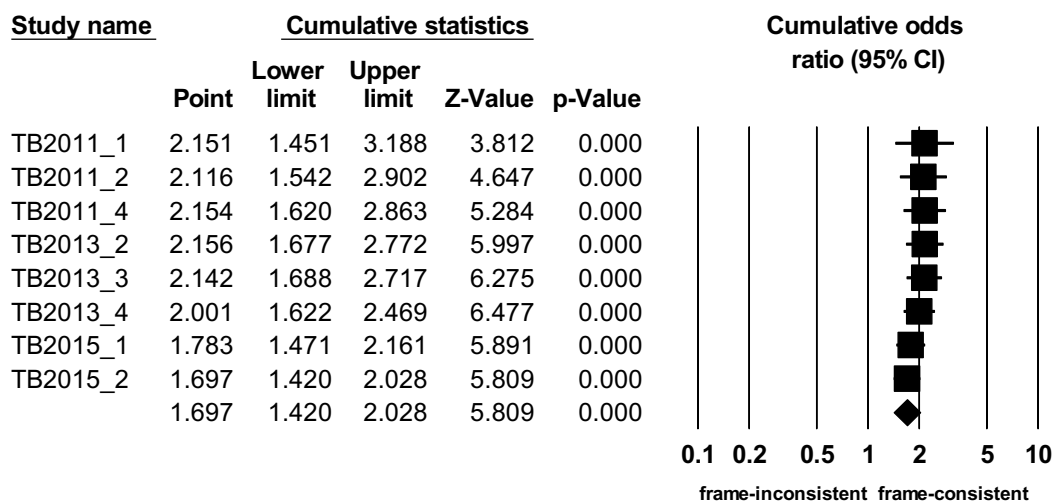 Study name Cumulative statistics Cumulative odds
ratio (95% CI)
Lower Upper
Point limit limit Z-Value p-Value
TB2011_1 2.151 1.451 3.188 3.812 0.000
TB2011_2 2.116 1.542 2.902 4.647 0.000
TB2011_4 2.154 1.620 2.863 5.284 0.000
TB2013_2 2.156 1.677 2.772 5.997 0.000
TB2013_3 2.142 1.688 2.717 6.275 0.000
TB2013_4 2.001 1.622 2.469 6.477 0.000
TB2015_1 1.783 1.471 2.161 5.891 0.000
TB2015_2 1.697 1.420 2.028 5.809 0.000
1.697 1.420 2.028 5.809 0.000
0.1 0.2 0.5 1 2 5 10
frame-inconsistent frame-consistent